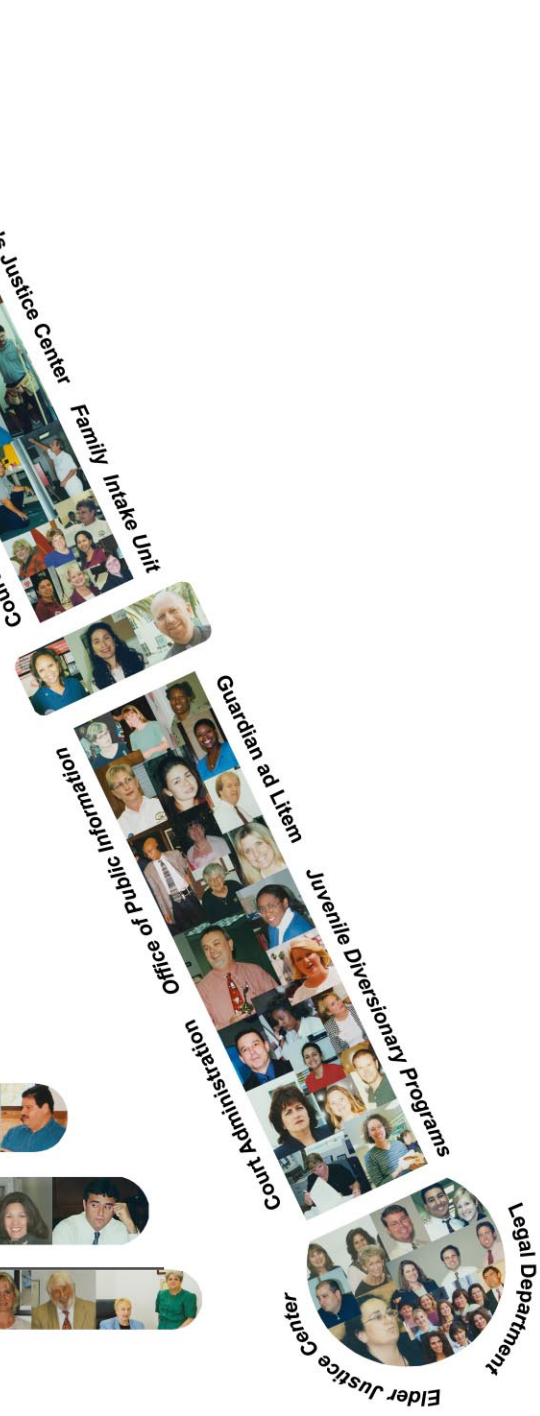 Justice Center
Family Intake Unit
Guardian ad Litem
Office of Public Information
Juvenile Diversionary Programs
Court Administration
Legal Department
Elder Justice Center